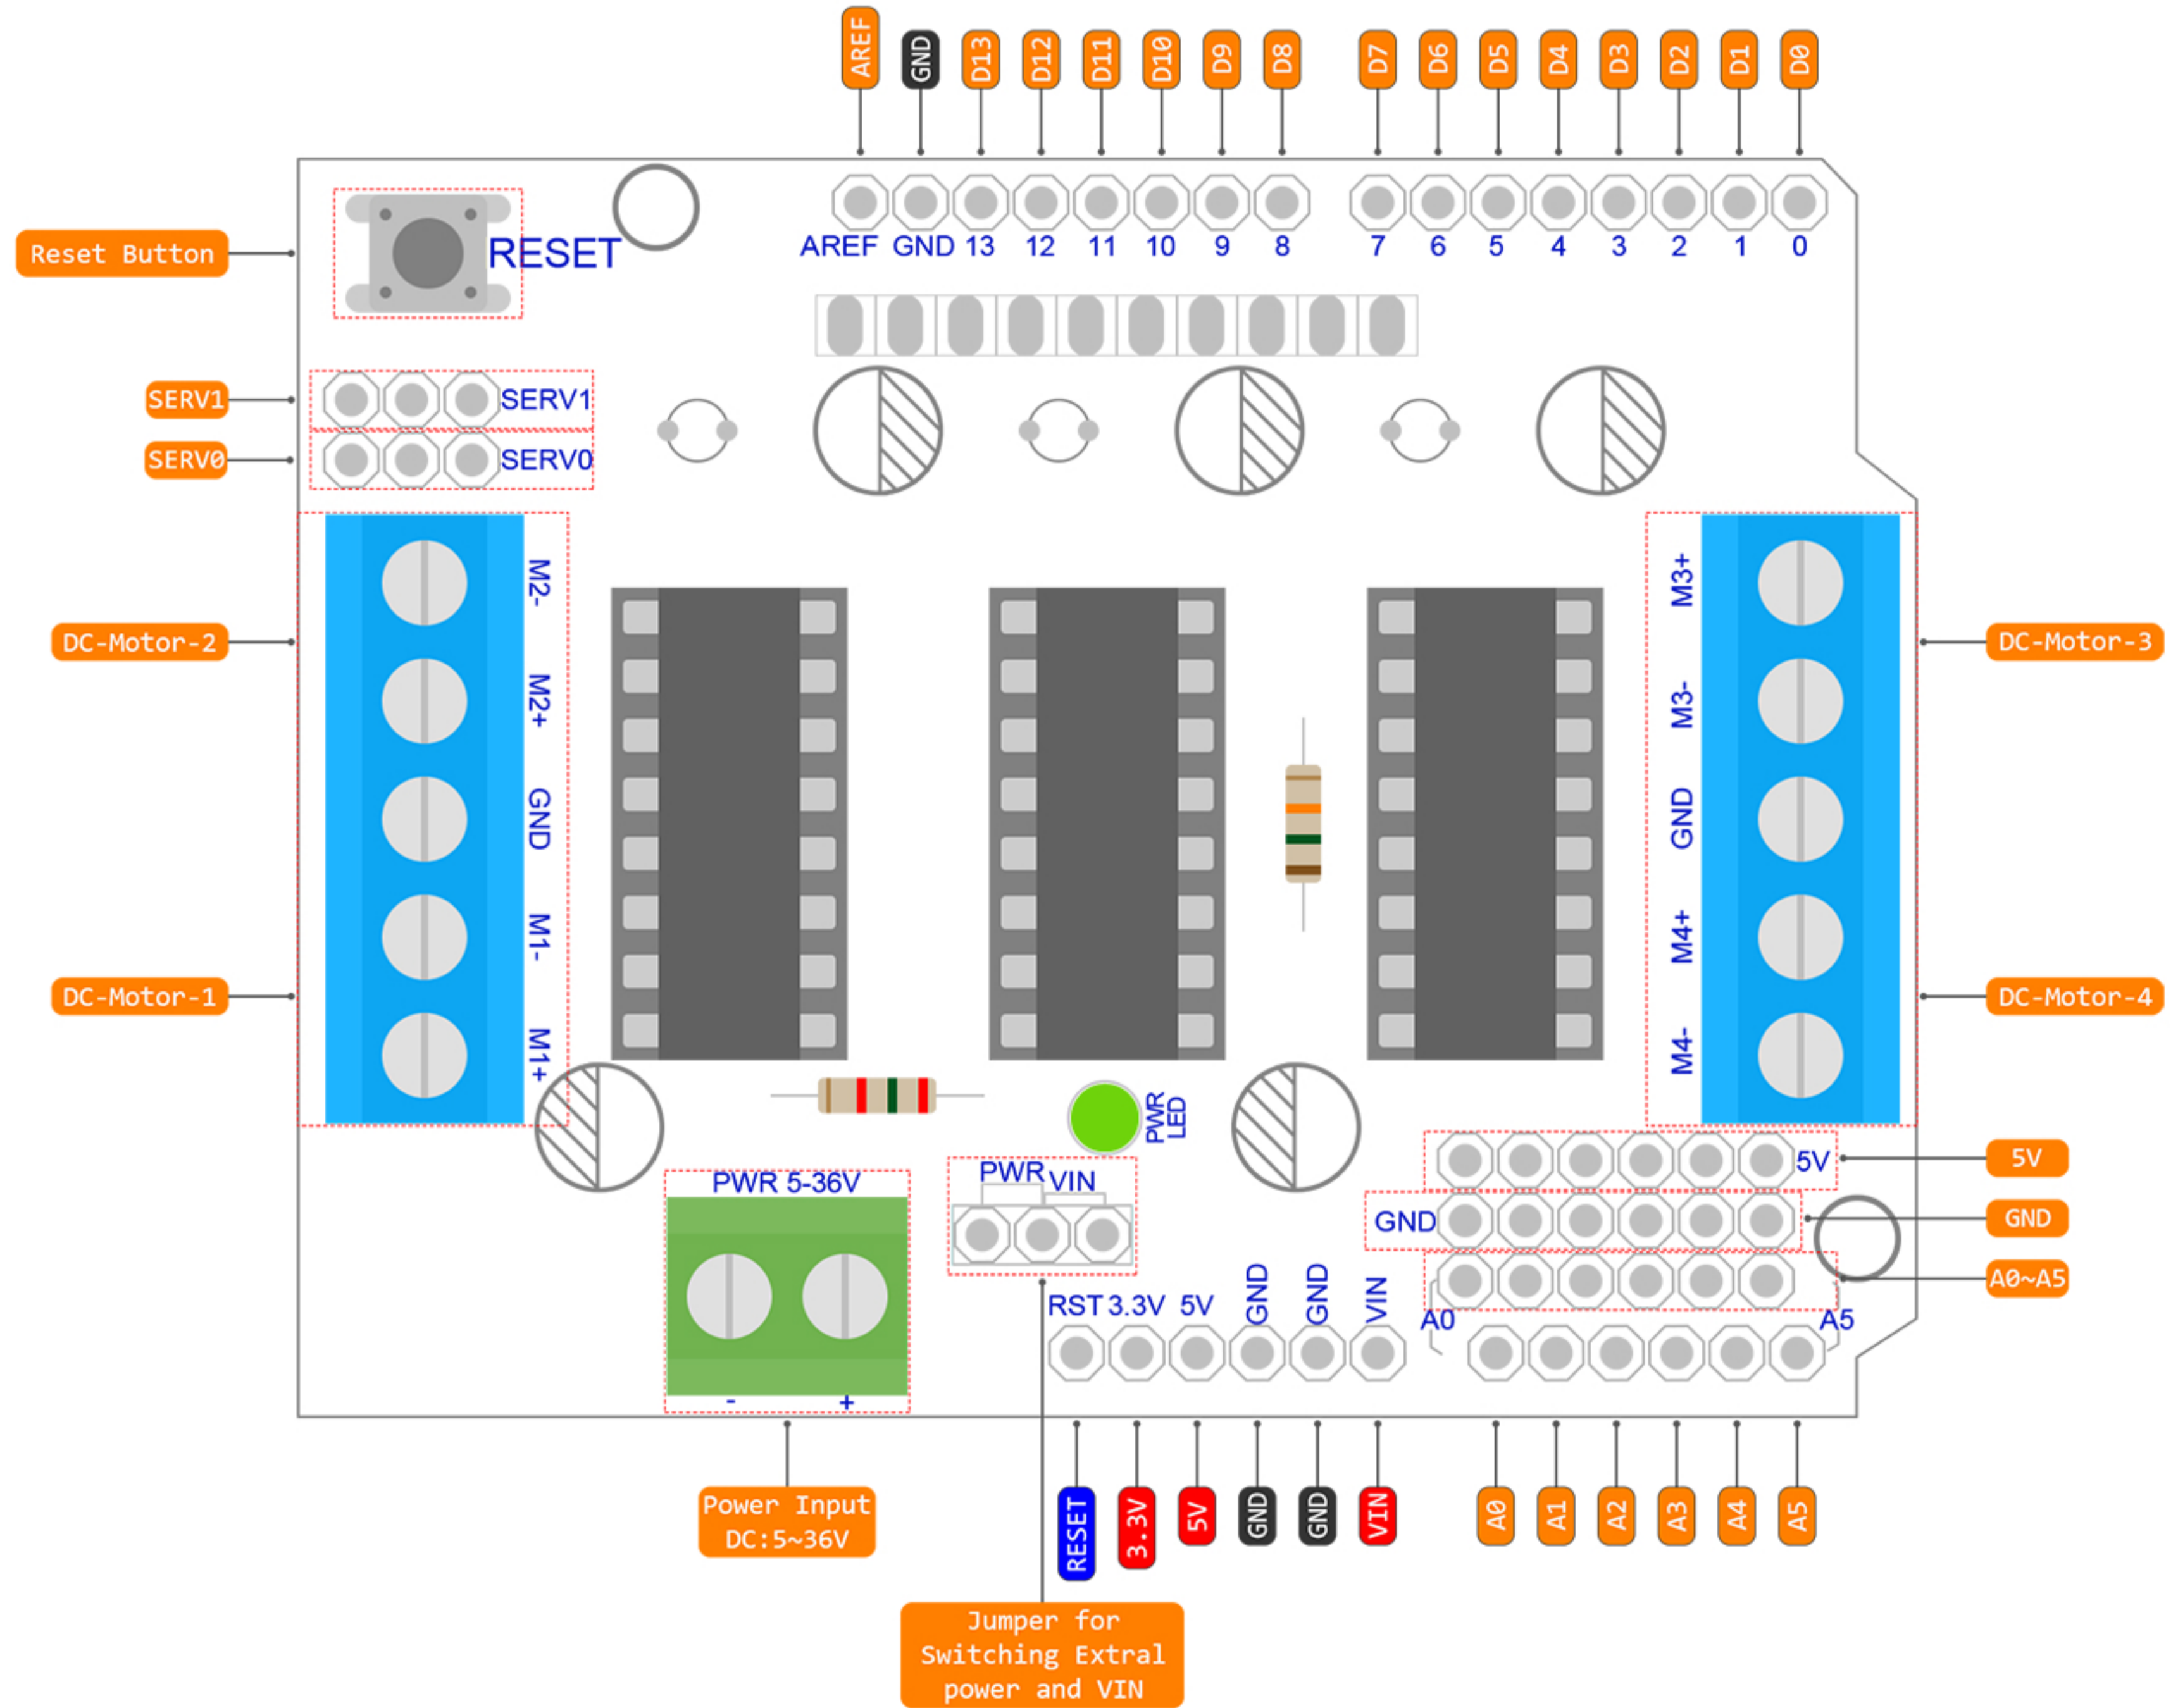 AREF GND D13 D12 D11 D10 D9 D8 D7 D6 D5 D4 D3 D2 D1 D0
AREF GND 13 12 11 10 9 8 7 6 5 4 3 2 1 0
Reset Button
RESET
SERV1
SERV1
SERV0
SERV0
M2-
M2+
GND
M1-
M1+
DC-Motor-2
DC-Motor-1
M3+
M3-
GND
M4+
M4-
DC-Motor-3
DC-Motor-4
PWR
LED
PWR 5-36V
- +
PWR VIN
5V
5V
GND
GND
A0~A5
A0
A5
RST 3.3V 5V GND GND VIN
Power Input
DC:5~36V
RESET 3.3V 5V GND GND VIN A0 A1 A2 A3 A4 A5
Jumper for
Switching Extral
power and VIN